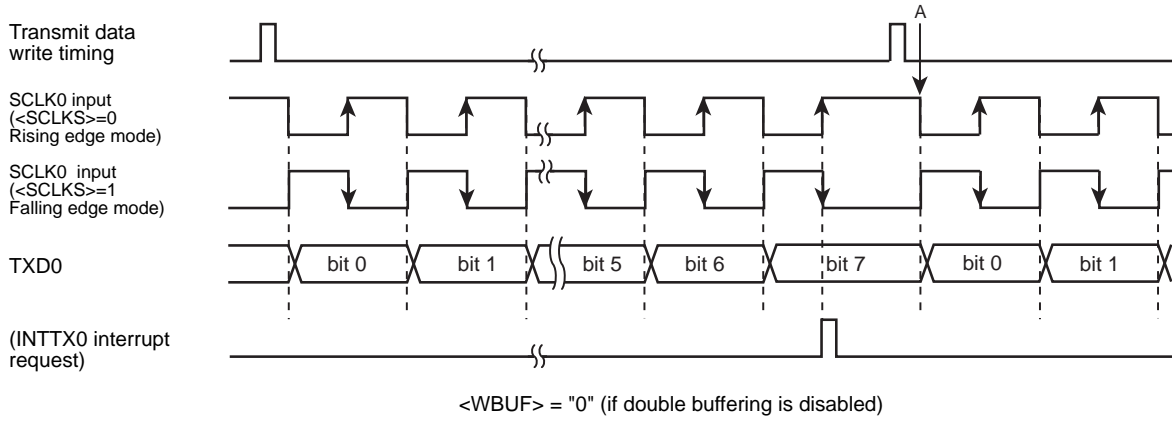 A
Transmit data
write timing
SCLK0 input
(<SCLKS>=0
Rising edge mode)
SCLK0 input
(<SCLKS>=1
Falling edge mode)
TXD0
bit 0 bit 1 bit 5 bit 6 bit 7 bit 0 bit 1
(INTTX0 interrupt
request)
<WBUF> = "0" (if double buffering is disabled)